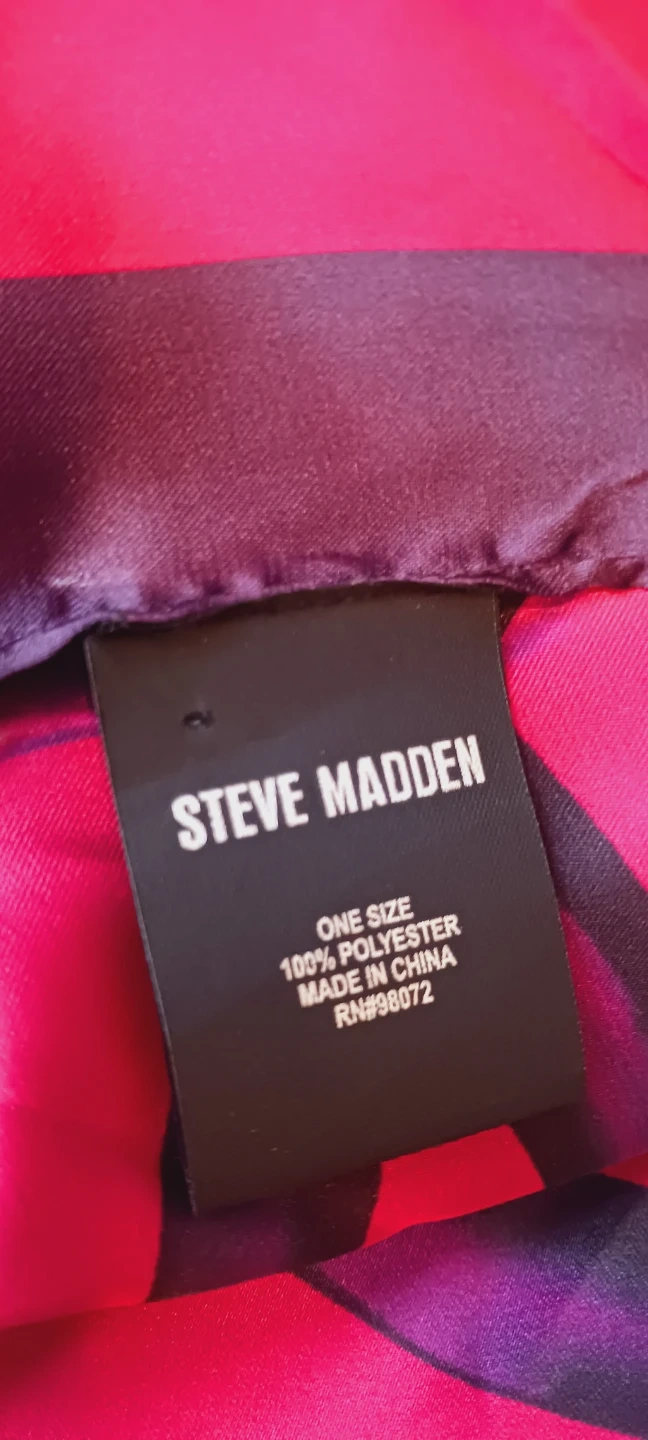 STEVE MADDEN
ONE SIZE
100% POLYESTER
MADE IN CHINA
RN#98072